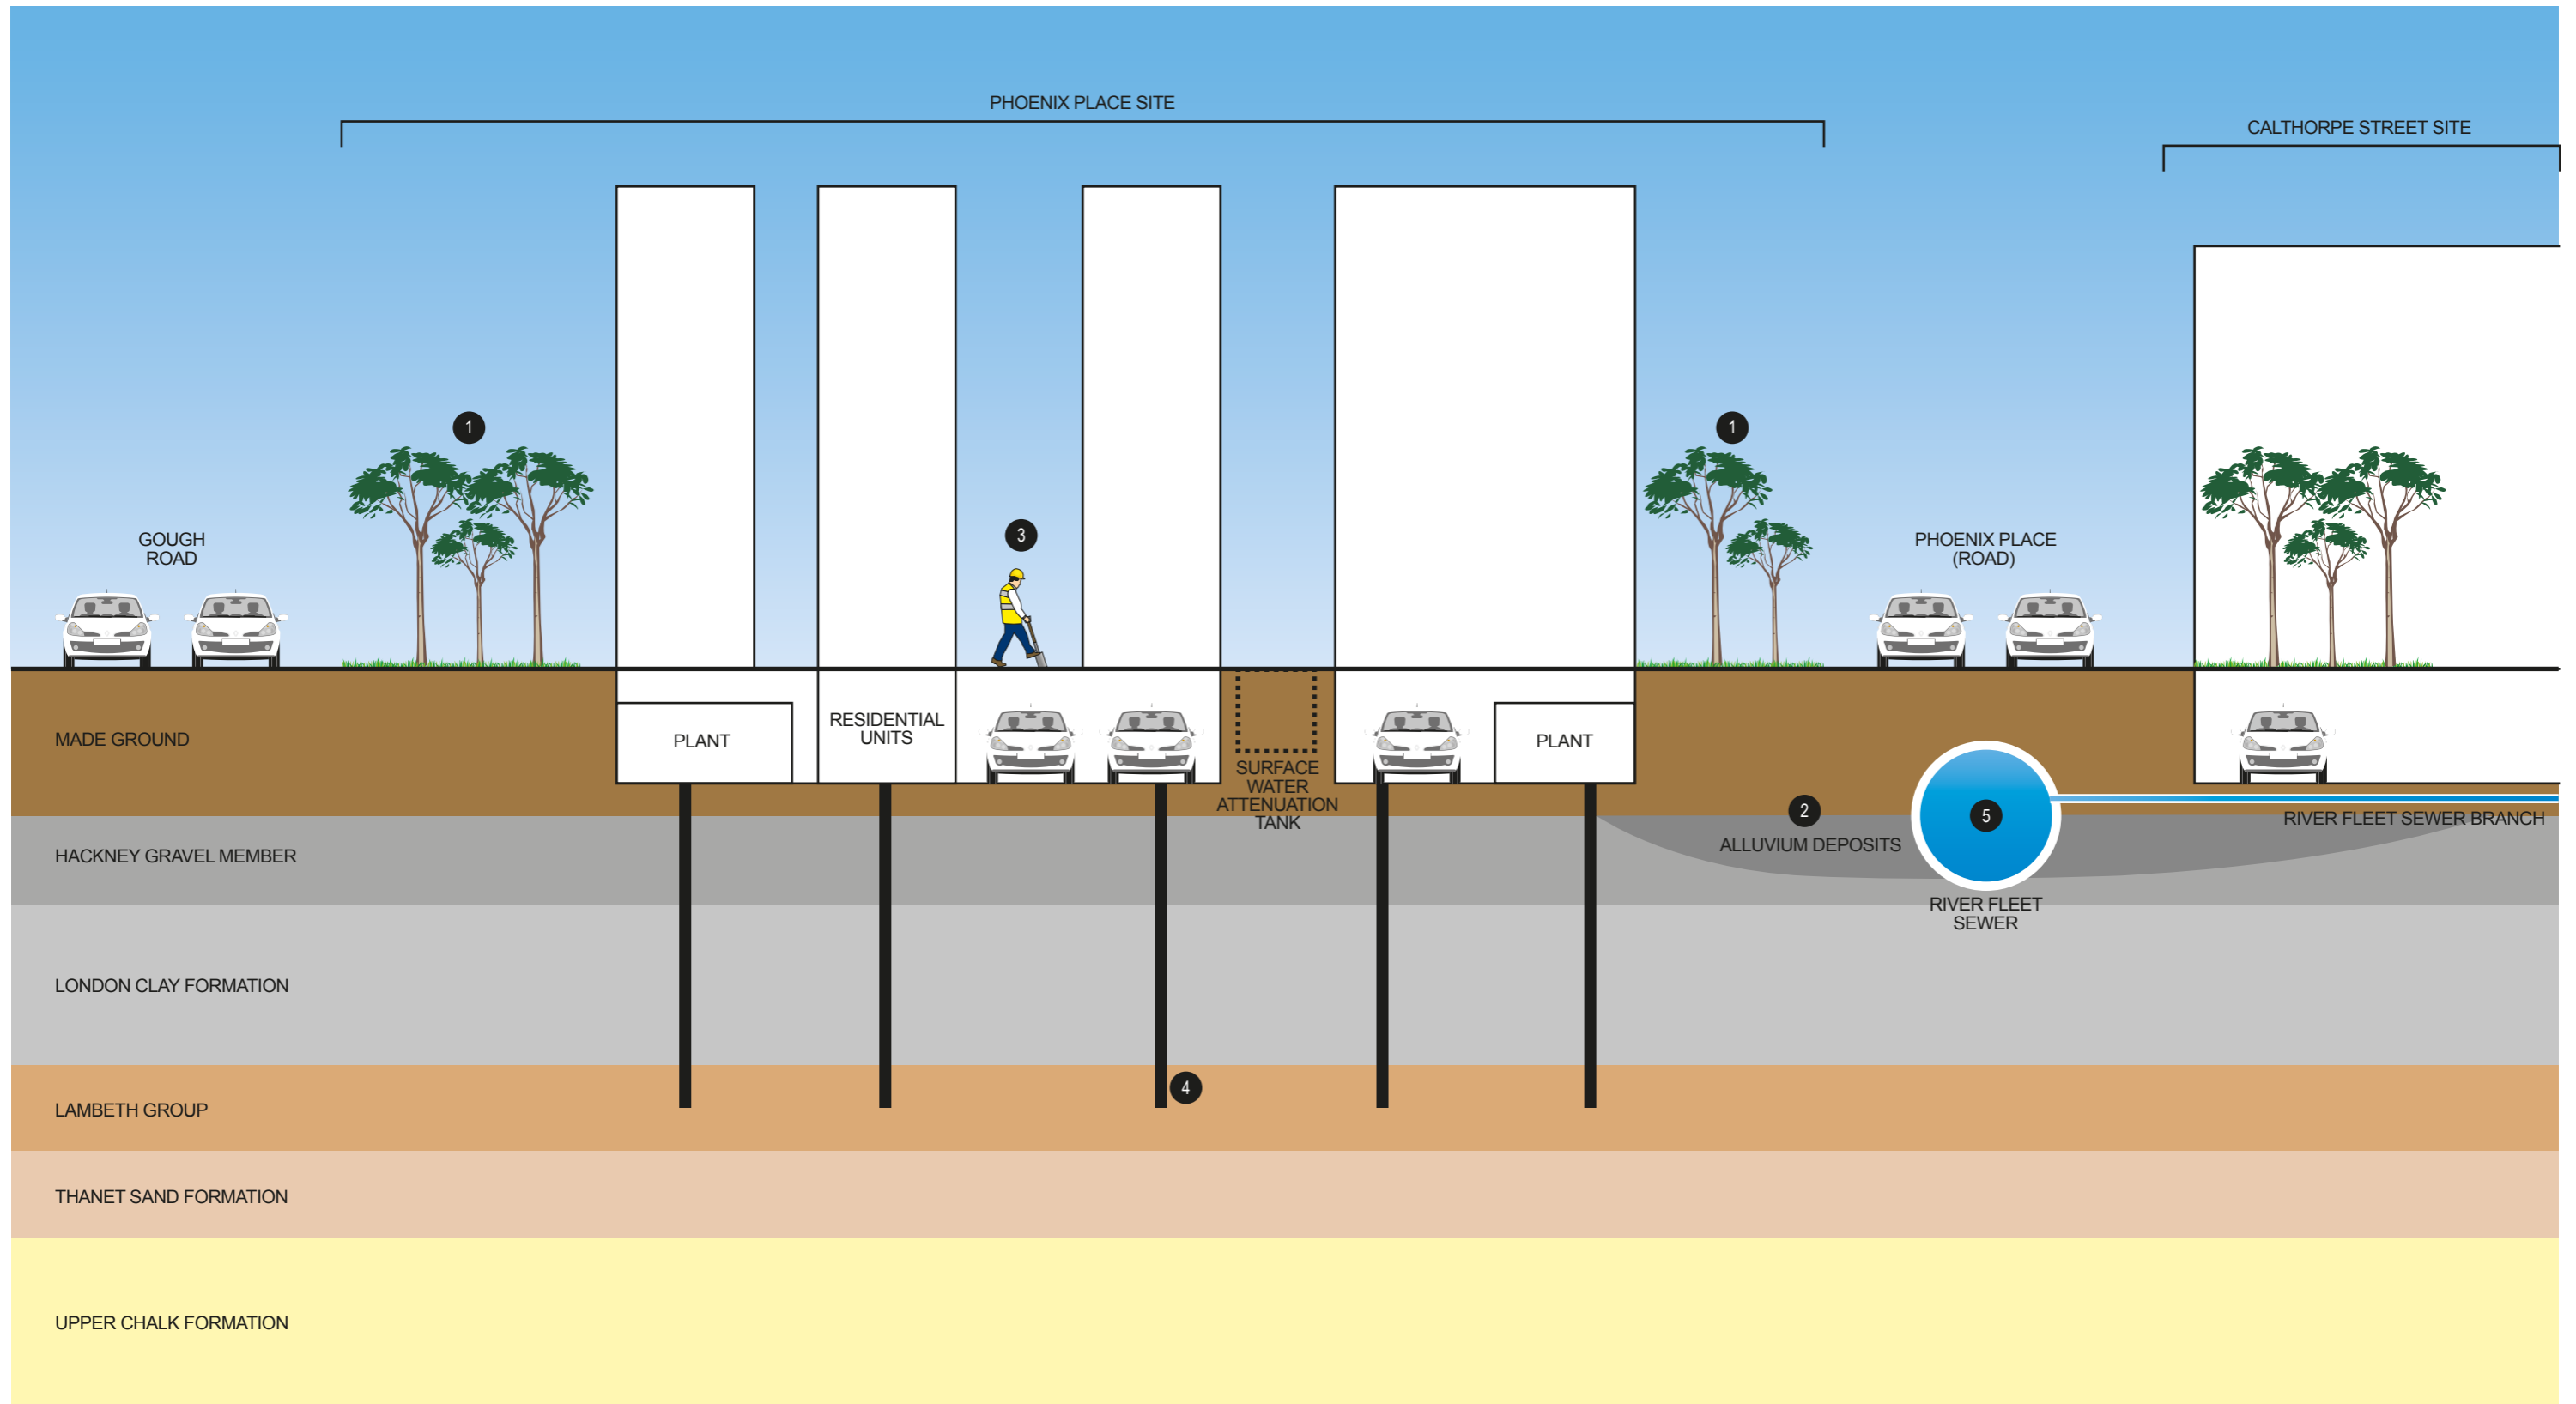 PHOENIX PLACE SITE
CALTHORPE STREET SITE
1
1
3
GOUGH
ROAD
PHOENIX PLACE
(ROAD)
MADE GROUND
PLANT
RESIDENTIAL
UNITS
PLANT
SURFACE
WATER
ATTENUATION
TANK
2
5
ALLUVIUM DEPOSITS
RIVER FLEET SEWER BRANCH
HACKNEY GRAVEL MEMBER
RIVER FLEET
SEWER
LONDON CLAY FORMATION
4
LAMBETH GROUP
THANET SAND FORMATION
UPPER CHALK FORMATION